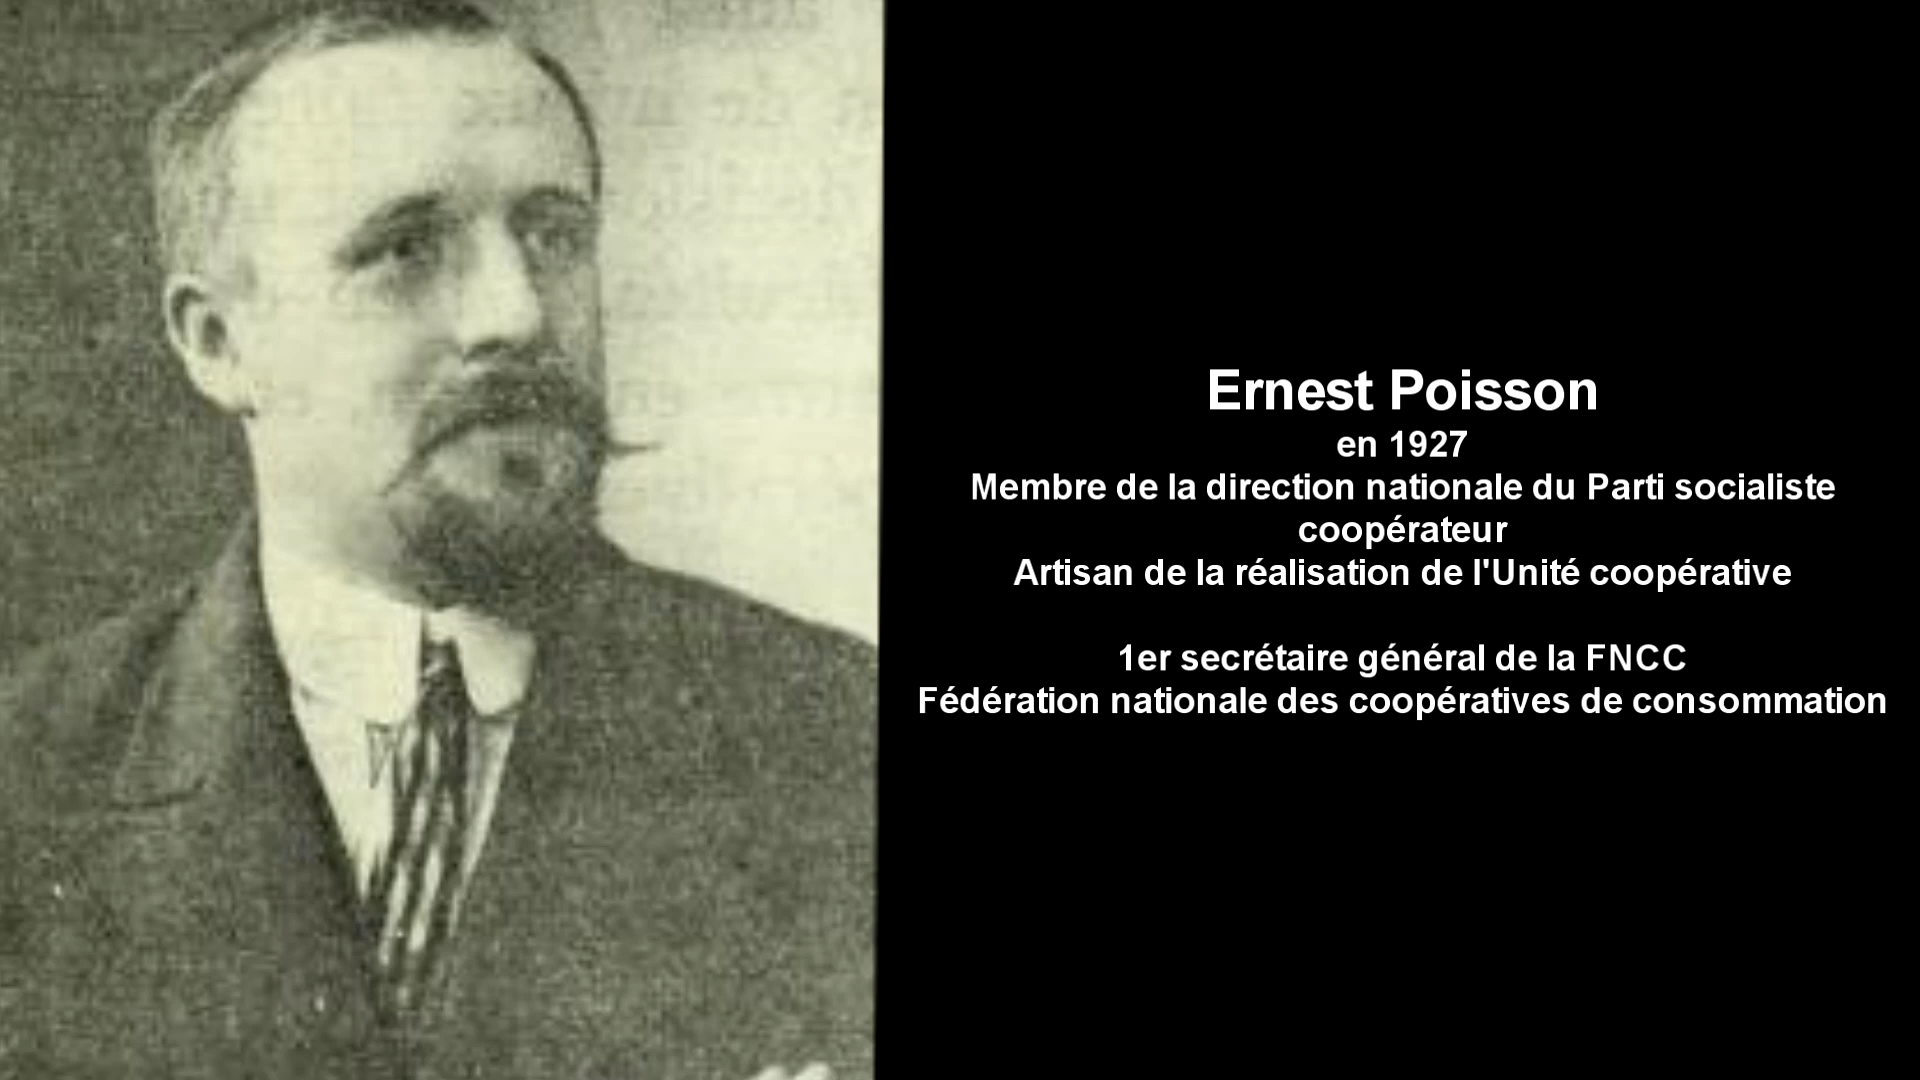 Ernest Poisson
en 1927
Membre de la direction nationale du Parti socialiste
coopérateur
Artisan de la réalisation de l'Unité coopérative
1er secrétaire général de la FNCC
Fédération nationale des coopératives de consommation